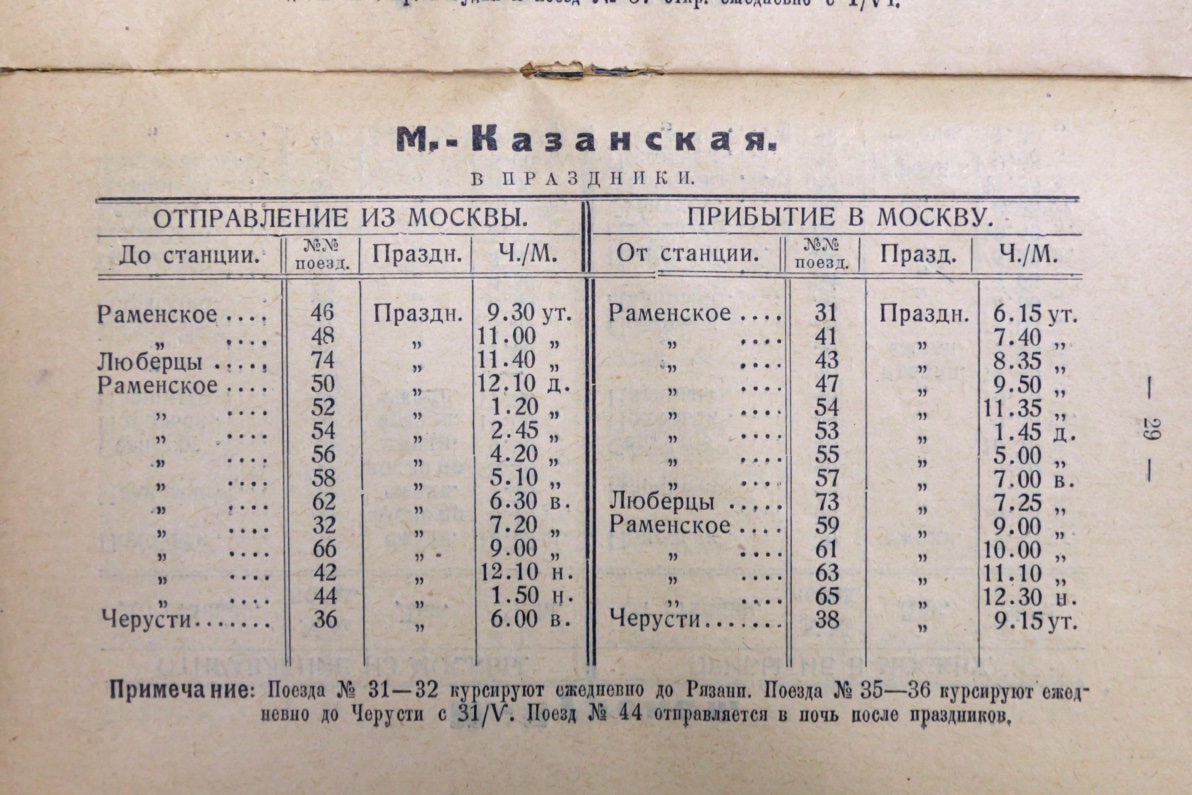 отпр. ежедневно с 1/VI.
М.-Казанская.
В ПРАЗДНИКИ.
ОТПРАВЛЕНИЕ ИЗ МОСКВЫ. ПРИБЫТИЕ В МОСКВУ.
До станции. №№ поезд. Праздн. Ч./М. От станции. №№ поезд. Празд. Ч./М.
Раменское .... 46 Праздн. 9.30 ут. Раменское .... 31 Праздн. 6.15 ут.
„ .... 48 „ 11.00 „ „ .... 41 „ 7.40 „
Люберцы ..... 74 „ 11.40 „ „ .... 43 „ 8.35 „
Раменское .... 50 „ 12.10 д. „ .... 47 „ 9.50 „
„ .... 52 „ 1.20 „ „ .... 54 „ 11.35 „
„ .... 54 „ 2.45 „ „ .... 53 „ 1.45 д.
„ .... 56 „ 4.20 „ „ .... 55 „ 5.00 „
„ .... 58 „ 5.10 „ „ .... 57 „ 7.00 в.
„ .... 62 „ 6.30 в. Люберцы ..... 73 „ 7.25 „
„ .... 32 „ 7.20 „ Раменское .... 59 „ 9.00 „
„ .... 66 „ 9.00 „ „ .... 61 „ 10.00 „
„ .... 42 „ 12.10 н. „ .... 63 „ 11.10 „
„ .... 44 „ 1.50 н. „ .... 65 „ 12.30 н.
Черусти....... 36 „ 6.00 в. Черусти....... 38 „ 9.15 ут.
Примечание: Поезда № 31—32 курсируют ежедневно до Рязани. Поезда № 35—36 курсируют ежед-
невно до Черусти с 31/V. Поезд № 44 отправляется в ночь после праздников.
— 29 —